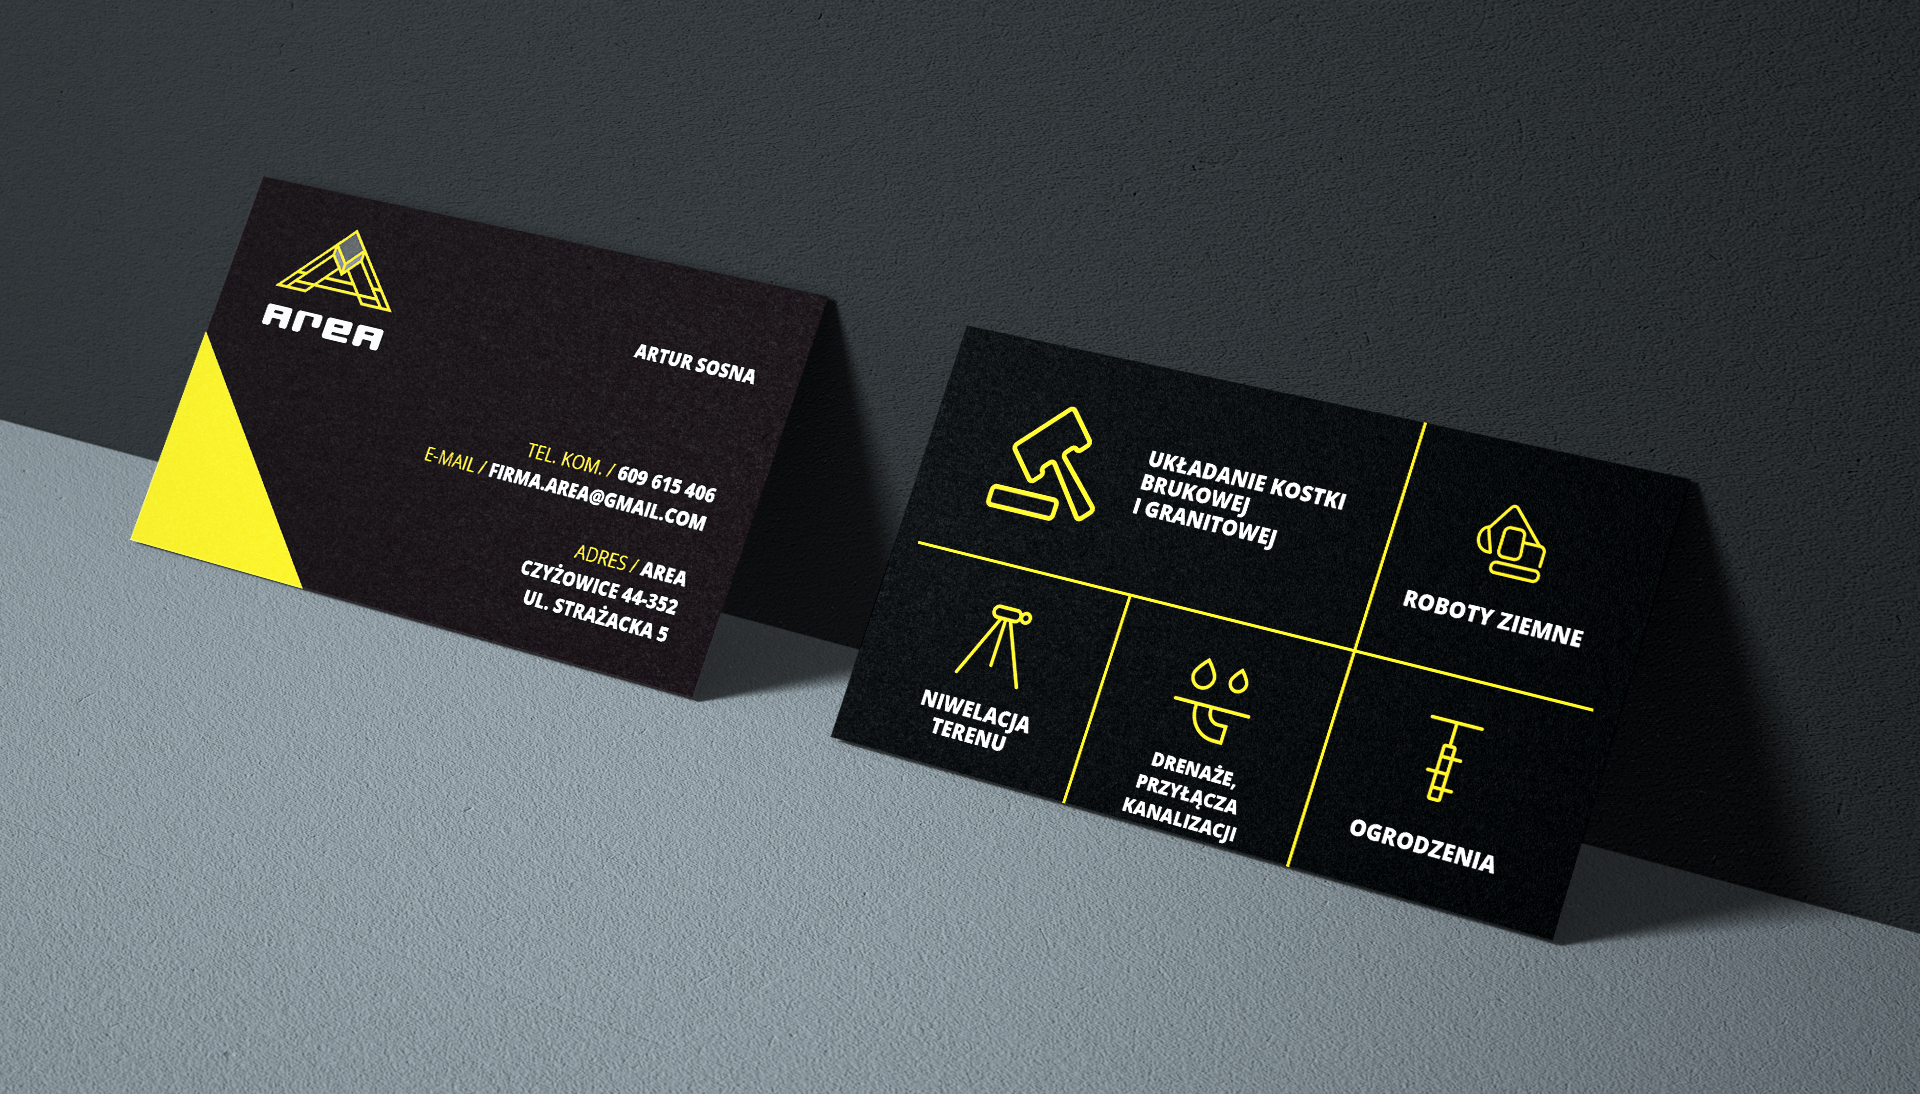 AreA
ARTUR SOSNA
TEL. KOM. / 609 615 406
E-MAIL / FIRMA.AREA@GMAIL.COM
ADRES / AREA
CZYŻOWICE 44-352
UL. STRAŻACKA 5
UKŁADANIE KOSTKI
BRUKOWEJ
I GRANITOWEJ
ROBOTY ZIEMNE
NIWELACJA
TERENU
DRENAŻE,
PRZYŁĄCZA
KANALIZACJI
OGRODZENIA